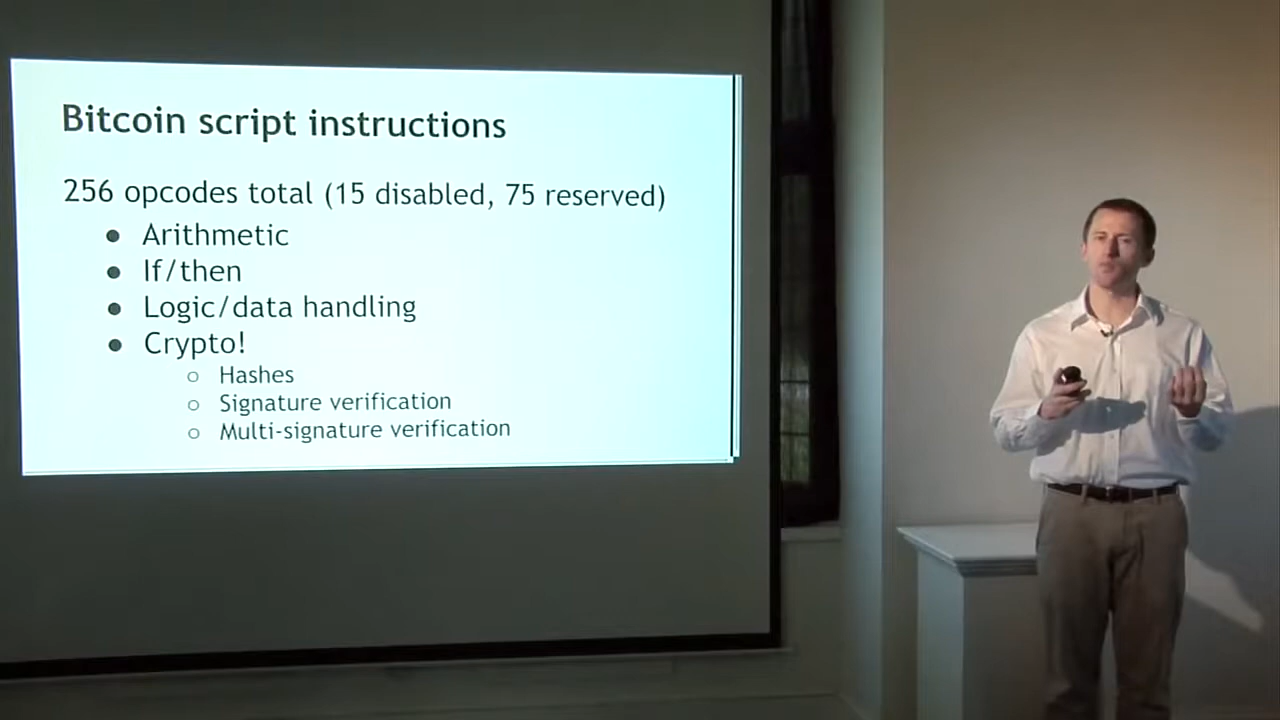 Bitcoin script instructions
256 opcodes total (15 disabled, 75 reserved)
● Arithmetic
● If/then
● Logic/data handling
● Crypto!
○ Hashes
○ Signature verification
○ Multi-signature verification